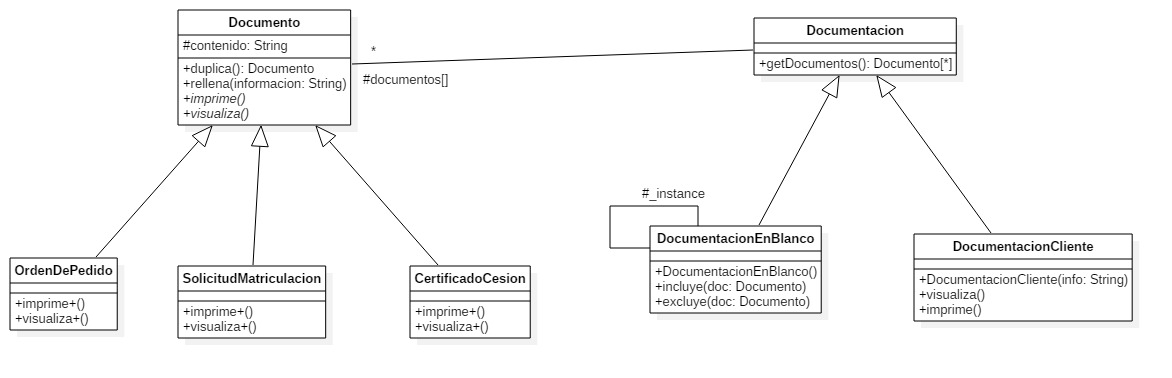 Documento
#contenido: String
+duplica(): Documento
+rellena(informacion: String)
+imprime()
+visualiza()
*
#documentos[]
Documentacion
+getDocumentos(): Documento[*]
OrdenDePedido
+imprime+()
+visualiza+()
SolicitudMatriculacion
+imprime+()
+visualiza+()
CertificadoCesion
+imprime+()
+visualiza+()
#_instance
DocumentaciónEnBlanco
+DocumentacionEnBlanco()
+incluye(doc: Documento)
+excluye(doc: Documento)
DocumentacionCliente
+DocumentacionCliente(info: String)
+visualiza()
+imprime()